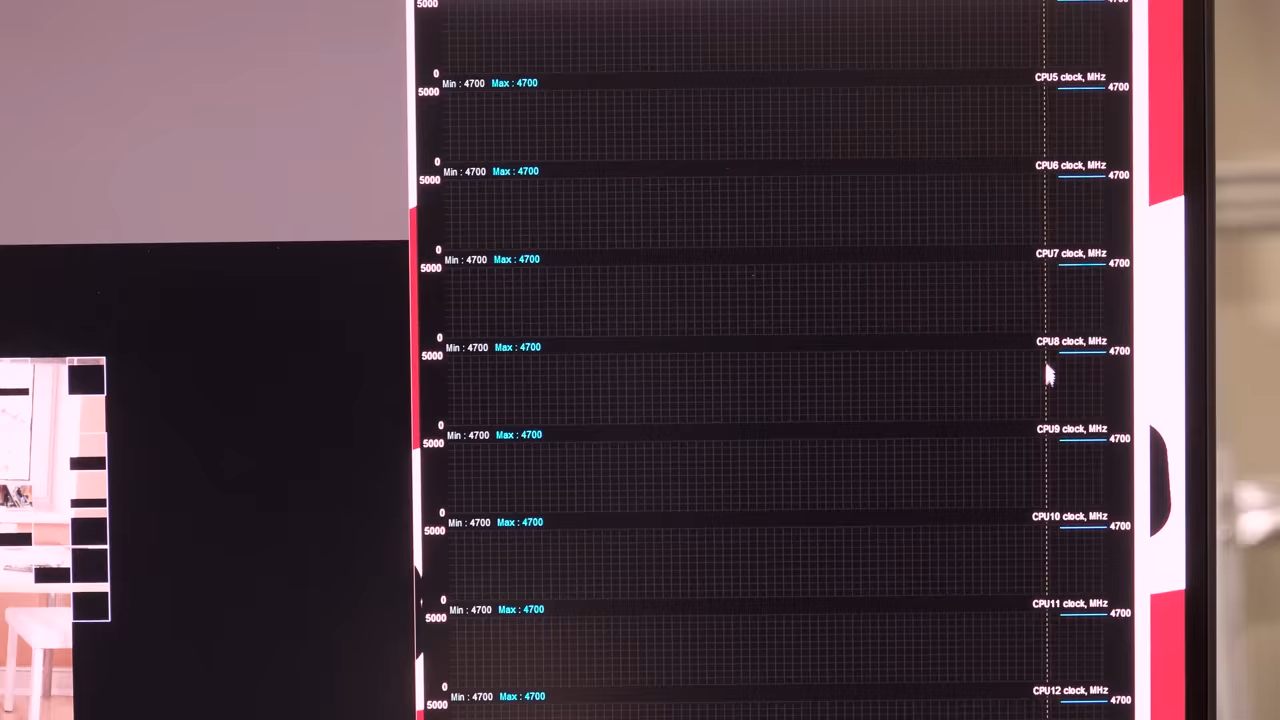 5000
4700
0
Min : 4700 Max : 4700 CPU5 clock, MHz
5000 4700
0
Min : 4700 Max : 4700 CPU6 clock, MHz
5000 4700
0
Min : 4700 Max : 4700 CPU7 clock, MHz
5000 4700
0
Min : 4700 Max : 4700 CPU8 clock, MHz
5000 4700
0
Min : 4700 Max : 4700 CPU9 clock, MHz
5000 4700
0
Min : 4700 Max : 4700 CPU10 clock, MHz
5000 4700
0
Min : 4700 Max : 4700 CPU11 clock, MHz
5000 4700
0
Min : 4700 Max : 4700 CPU12 clock, MHz
5000 4700